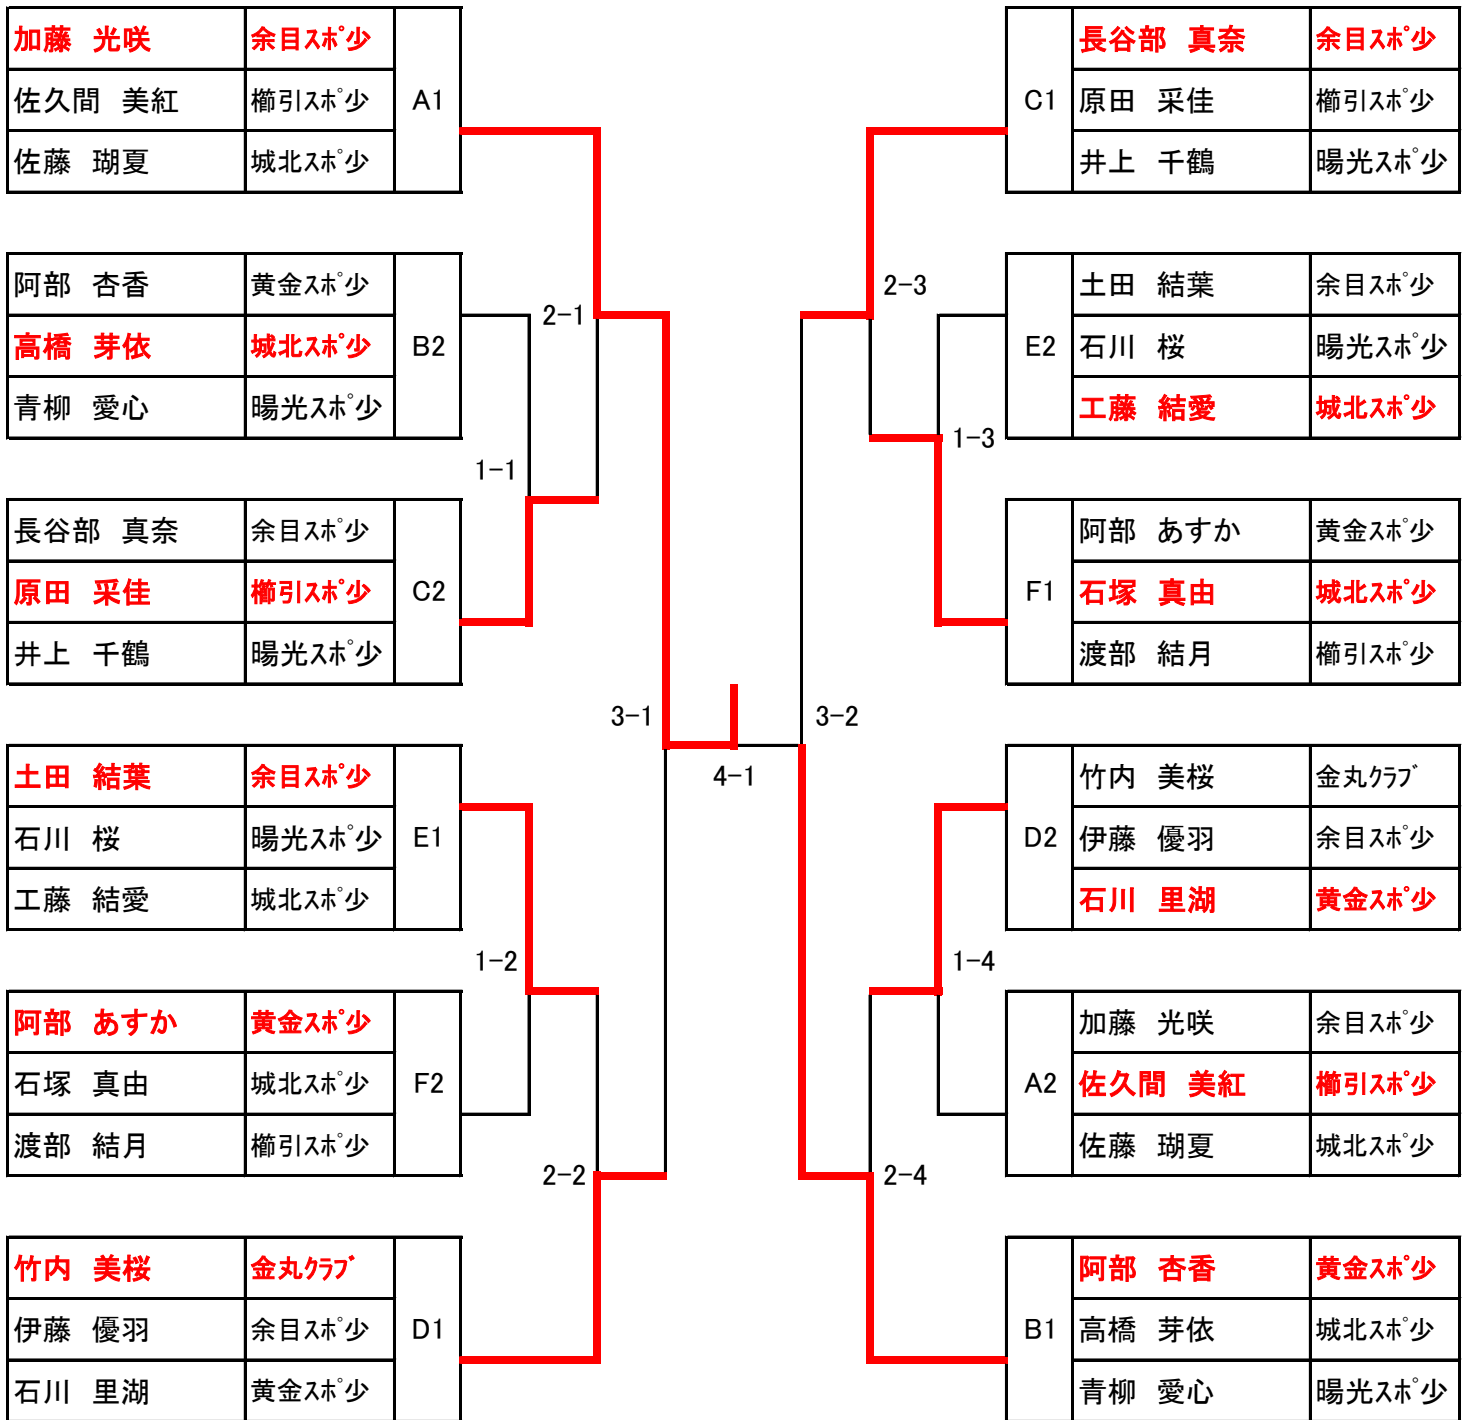 加藤　光咲 余目スポ少
佐久間　美紅 櫛引スポ少 A1
佐藤　瑚夏 城北スポ少
阿部　杏香 黄金スポ少
高橋　芽依 城北スポ少 B2
青柳　愛心 暘光スポ少
長谷部　真奈 余目スポ少
原田　采佳 櫛引スポ少 C2
井上　千鶴 暘光スポ少
土田　結葉 余目スポ少
石川　桜 暘光スポ少 E1
工藤　結愛 城北スポ少
阿部　あすか 黄金スポ少
石塚　真由 城北スポ少 F2
渡部　結月 櫛引スポ少
竹内　美桜 金丸クラブ
伊藤　優羽 余目スポ少 D1
石川　里湖 黄金スポ少
2-1
1-1
3-1
1-2
2-2
4-1
2-3
1-3
3-2
1-4
2-4
長谷部　真奈 余目スポ少
C1 原田　采佳 櫛引スポ少
井上　千鶴 暘光スポ少
土田　結葉 余目スポ少
E2 石川　桜 暘光スポ少
工藤　結愛 城北スポ少
阿部　あすか 黄金スポ少
F1 石塚　真由 城北スポ少
渡部　結月 櫛引スポ少
竹内　美桜 金丸クラブ
D2 伊藤　優羽 余目スポ少
石川　里湖 黄金スポ少
加藤　光咲 余目スポ少
A2 佐久間　美紅 櫛引スポ少
佐藤　瑚夏 城北スポ少
阿部　杏香 黄金スポ少
B1 高橋　芽依 城北スポ少
青柳　愛心 暘光スポ少